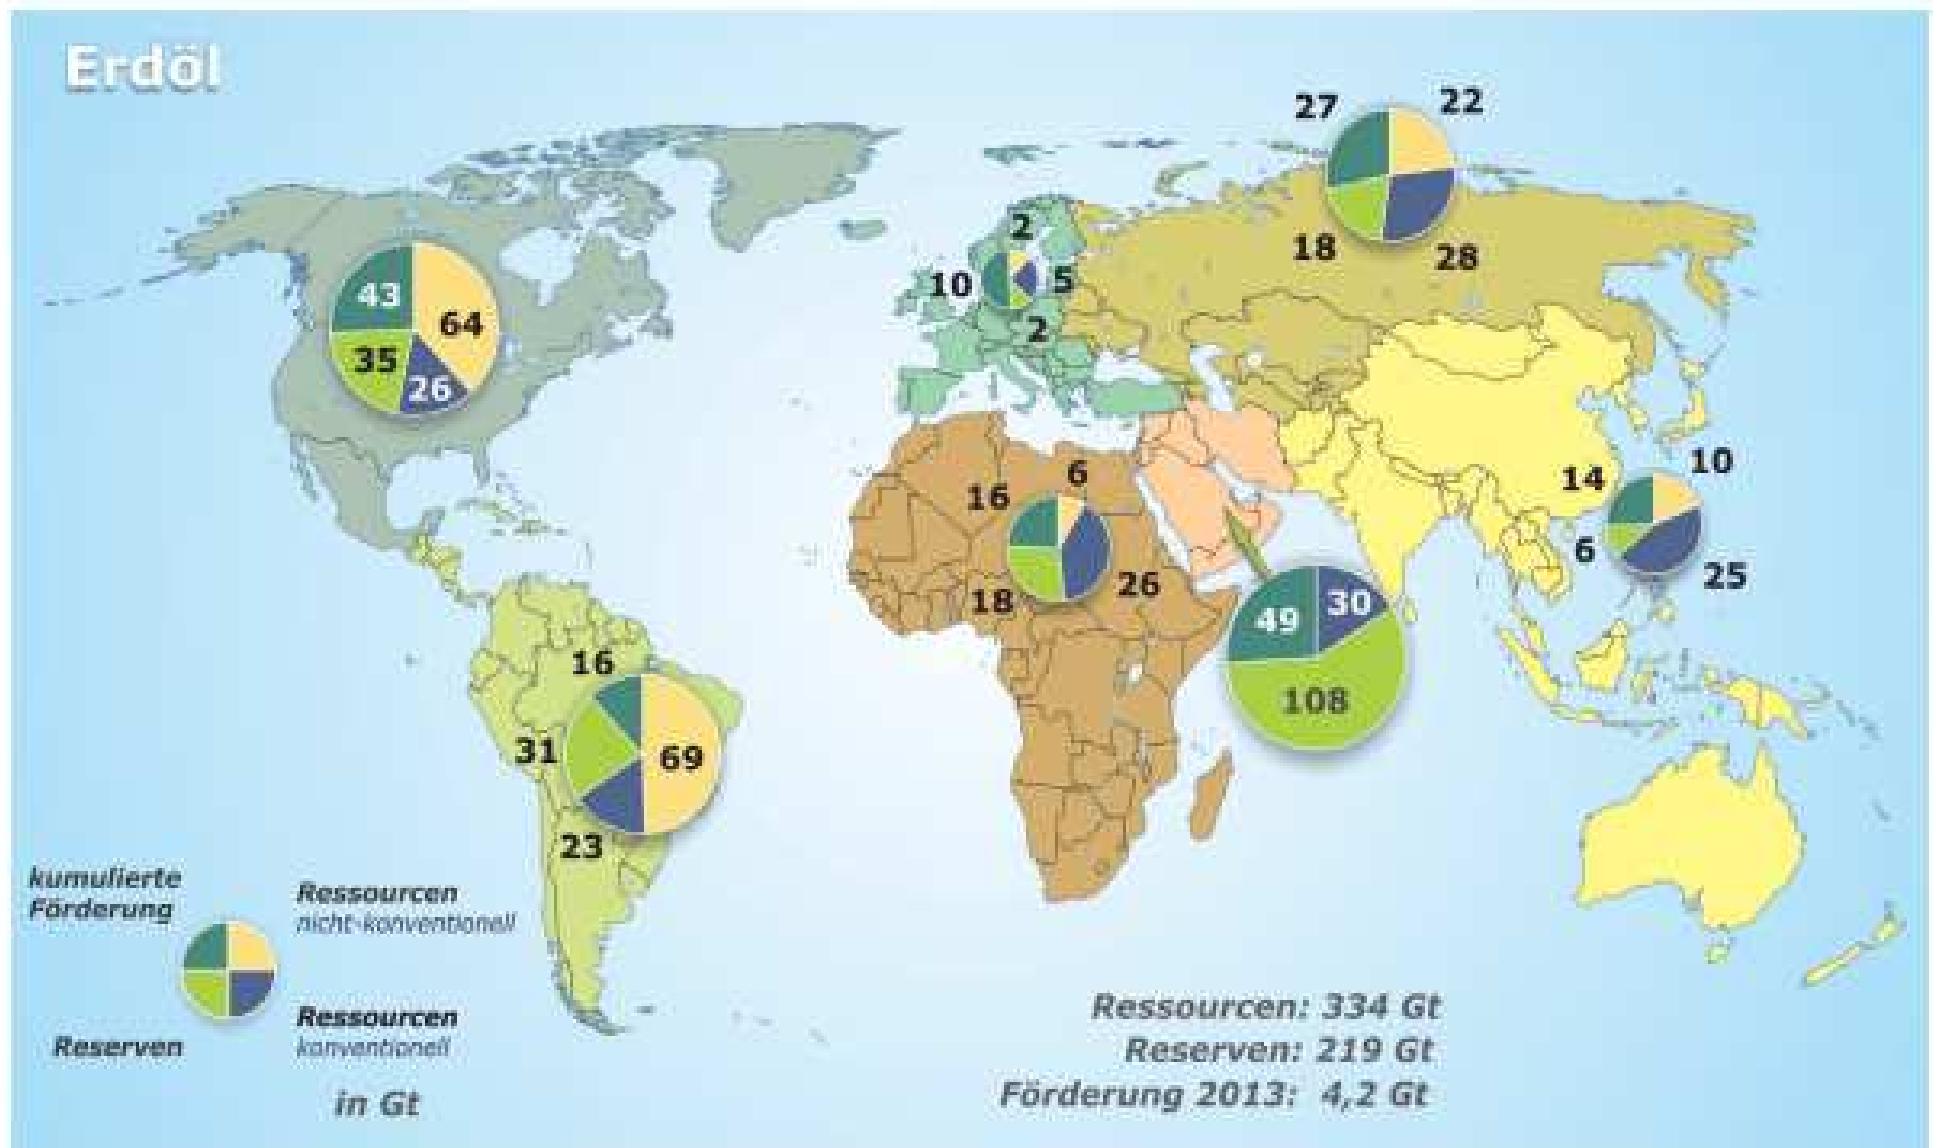 Erdöl
27
22
18
28
2
10
5
2
43
64
35
26
6
16
18
26
14
10
6
25
49
30
108
16
31
69
23
kumulierte
Förderung
Ressourcen
nicht-konventionell
Reserven
Ressourcen
konventionell
in Gt
Ressourcen: 334 Gt
Reserven: 219 Gt
Förderung 2013: 4,2 Gt